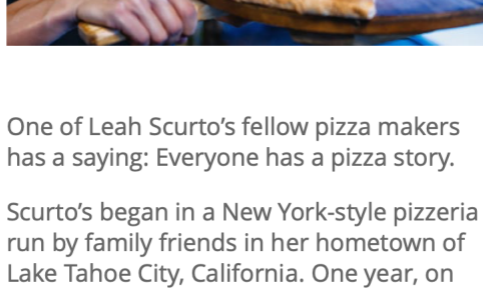 One of Leah Scurto’s fellow pizza makers
has a saying: Everyone has a pizza story.
Scurto’s began in a New York-style pizzeria
run by family friends in her hometown of
Lake Tahoe City, California. One year, on